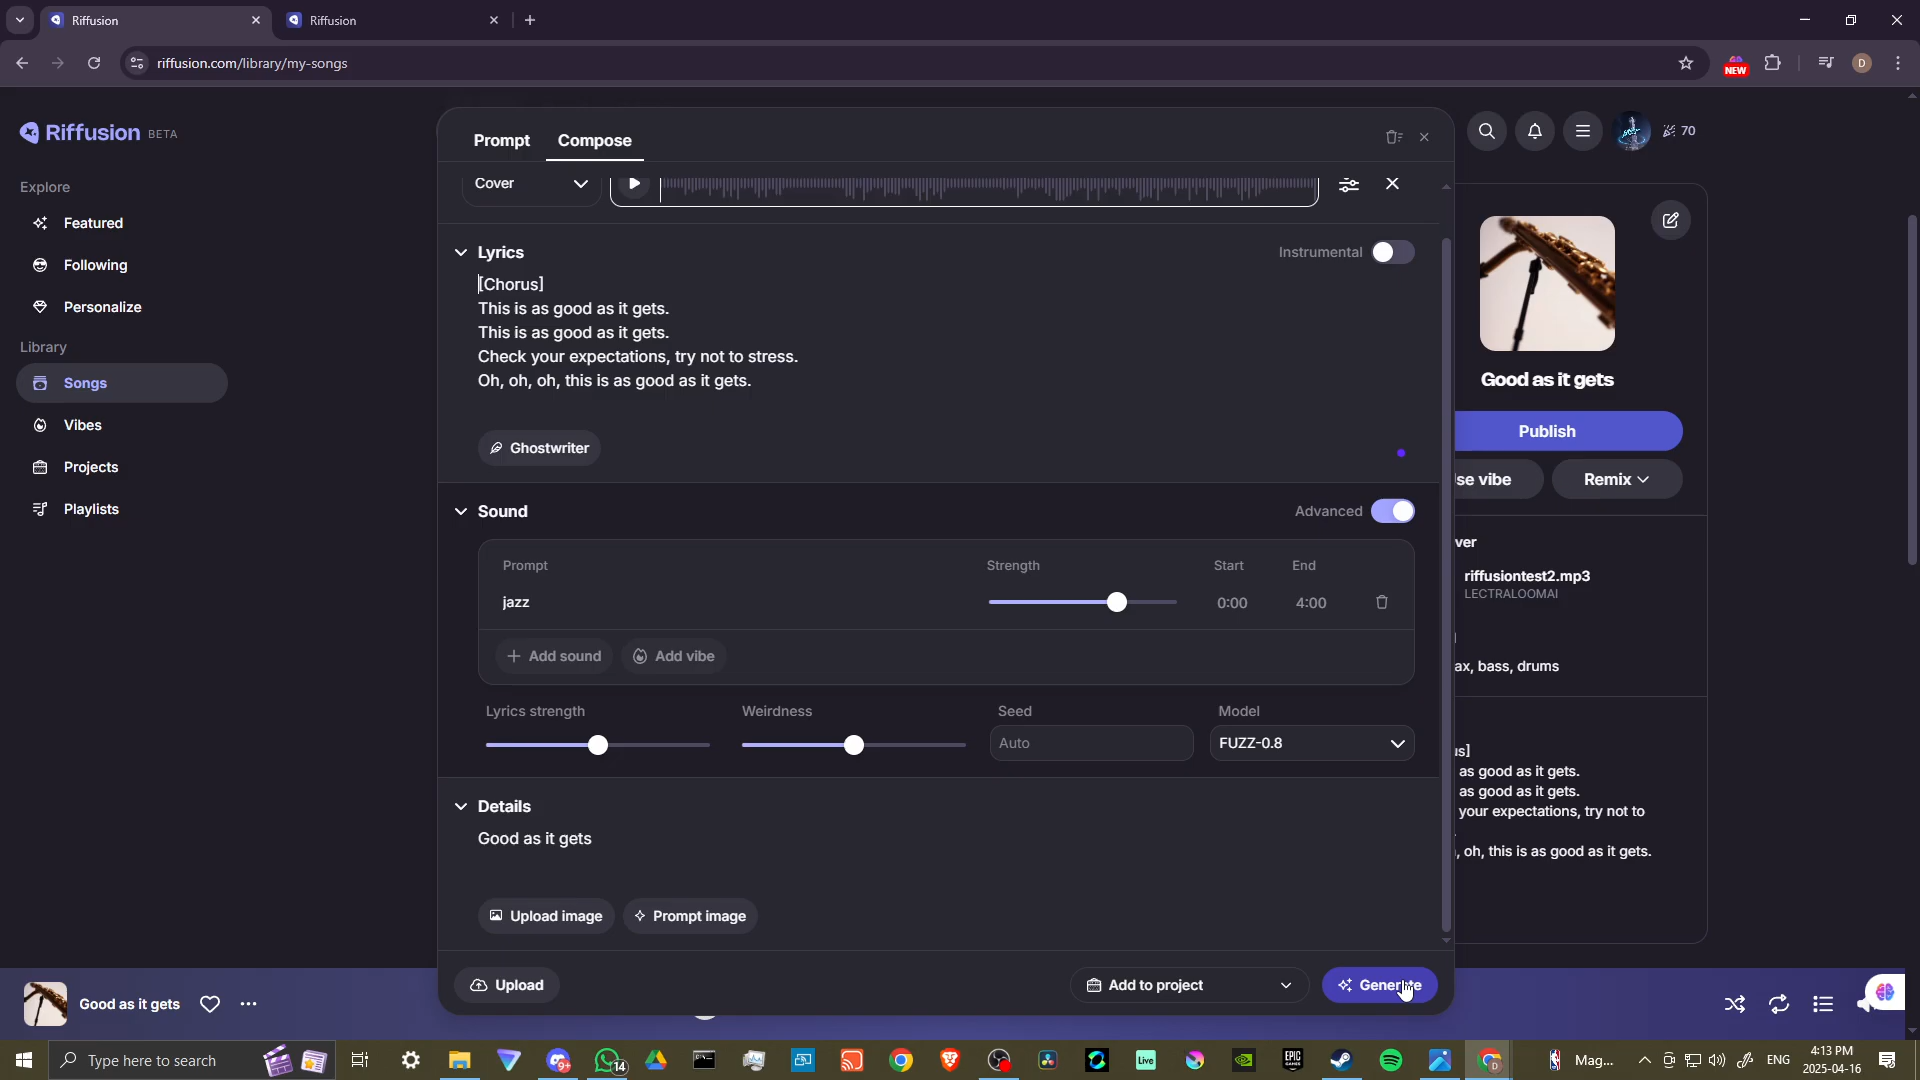 Riffusion
Riffusion
riffusion.com/library/my-songs
NEW
D
Riffusion BETA
Explore
Featured
Following
Personalize
Library
Songs
Vibes
Projects
Playlists
Prompt
Compose
Cover
Lyrics
Instrumental
[Chorus]
This is as good as it gets.
This is as good as it gets.
Check your expectations, try not to stress.
Oh, oh, oh, this is as good as it gets.
Ghostwriter
Sound
Advanced
Prompt
Strength
Start
End
jazz
0:00
4:00
Add sound
Add vibe
Lyrics strength
Weirdness
Seed
Model
Auto
FUZZ-0.8
Details
Good as it gets
Upload image
Prompt image
Upload
Add to project
Generate
70
Good as it gets
Publish
se vibe
Remix
ver
riffusiontest2.mp3
LECTRALOOMAI
ax, bass, drums
us]
as good as it gets.
as good as it gets.
your expectations, try not to
, oh, this is as good as it gets.
Good as it gets
Type here to search
9+
14
Live
EPIC GAMES
D
Mag...
ENG
4:13 PM
2025-04-16